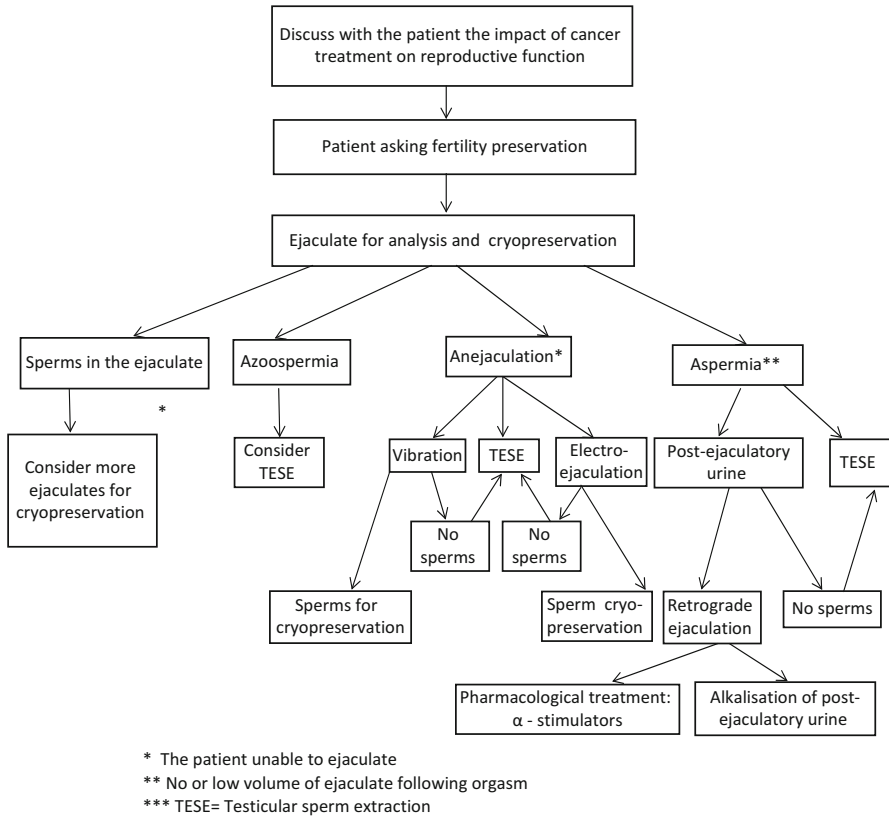 Discuss with the patient the impact of cancer
treatment on reproductive function
Patient asking fertility preservation
Ejaculate for analysis and cryopreservation
Sperms in the ejaculate
Azoospermia
Anejaculation*
Aspermia**
*
Consider more
ejaculates for
cryopreservation
Consider
TESE
Vibration
TESE
Electro-
ejaculation
Post-ejaculatory
urine
TESE
No
sperms
No
sperms
Sperms for
cryopreservation
Sperm cryo-
preservation
Retrograde
ejaculation
No sperms
Pharmacological treatment:
α - stimulators
Alkalisation of post-
ejaculatory urine
* The patient unable to ejaculate
** No or low volume of ejaculate following orgasm
*** TESE= Testicular sperm extraction